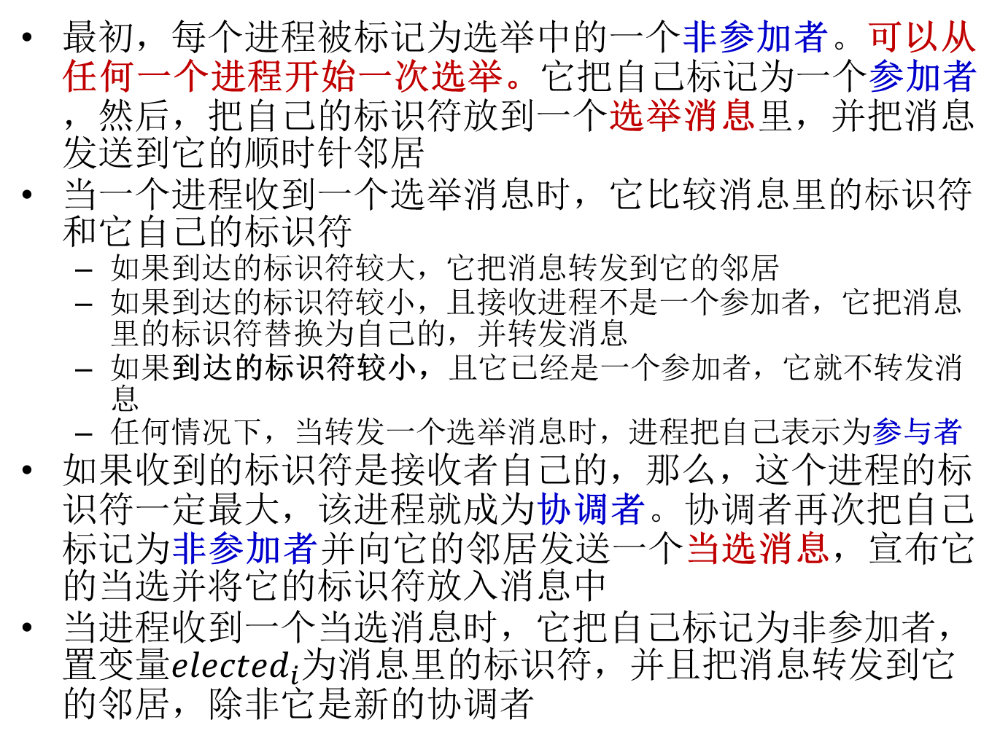 • 最初，每个进程被标记为选举中的一个非参加者。可以从
任何一个进程开始一次选举。它把自己标记为一个参加者
，然后，把自己的标识符放到一个选举消息里，并把消息
发送到它的顺时针邻居
• 当一个进程收到一个选举消息时，它比较消息里的标识符
和它自己的标识符
– 如果到达的标识符较大，它把消息转发到它的邻居
– 如果到达的标识符较小，且接收进程不是一个参加者，它把消息
里的标识符替换为自己的，并转发消息
– 如果到达的标识符较小，且它已经是一个参加者，它就不转发消
息
– 任何情况下，当转发一个选举消息时，进程把自己表示为参与者
• 如果收到的标识符是接收者自己的，那么，这个进程的标
识符一定最大，该进程就成为协调者。协调者再次把自己
标记为非参加者并向它的邻居发送一个当选消息，宣布它
的当选并将它的标识符放入消息中
• 当进程收到一个当选消息时，它把自己标记为非参加者，
置变量electedᵢ为消息里的标识符，并且把消息转发到它
的邻居，除非它是新的协调者